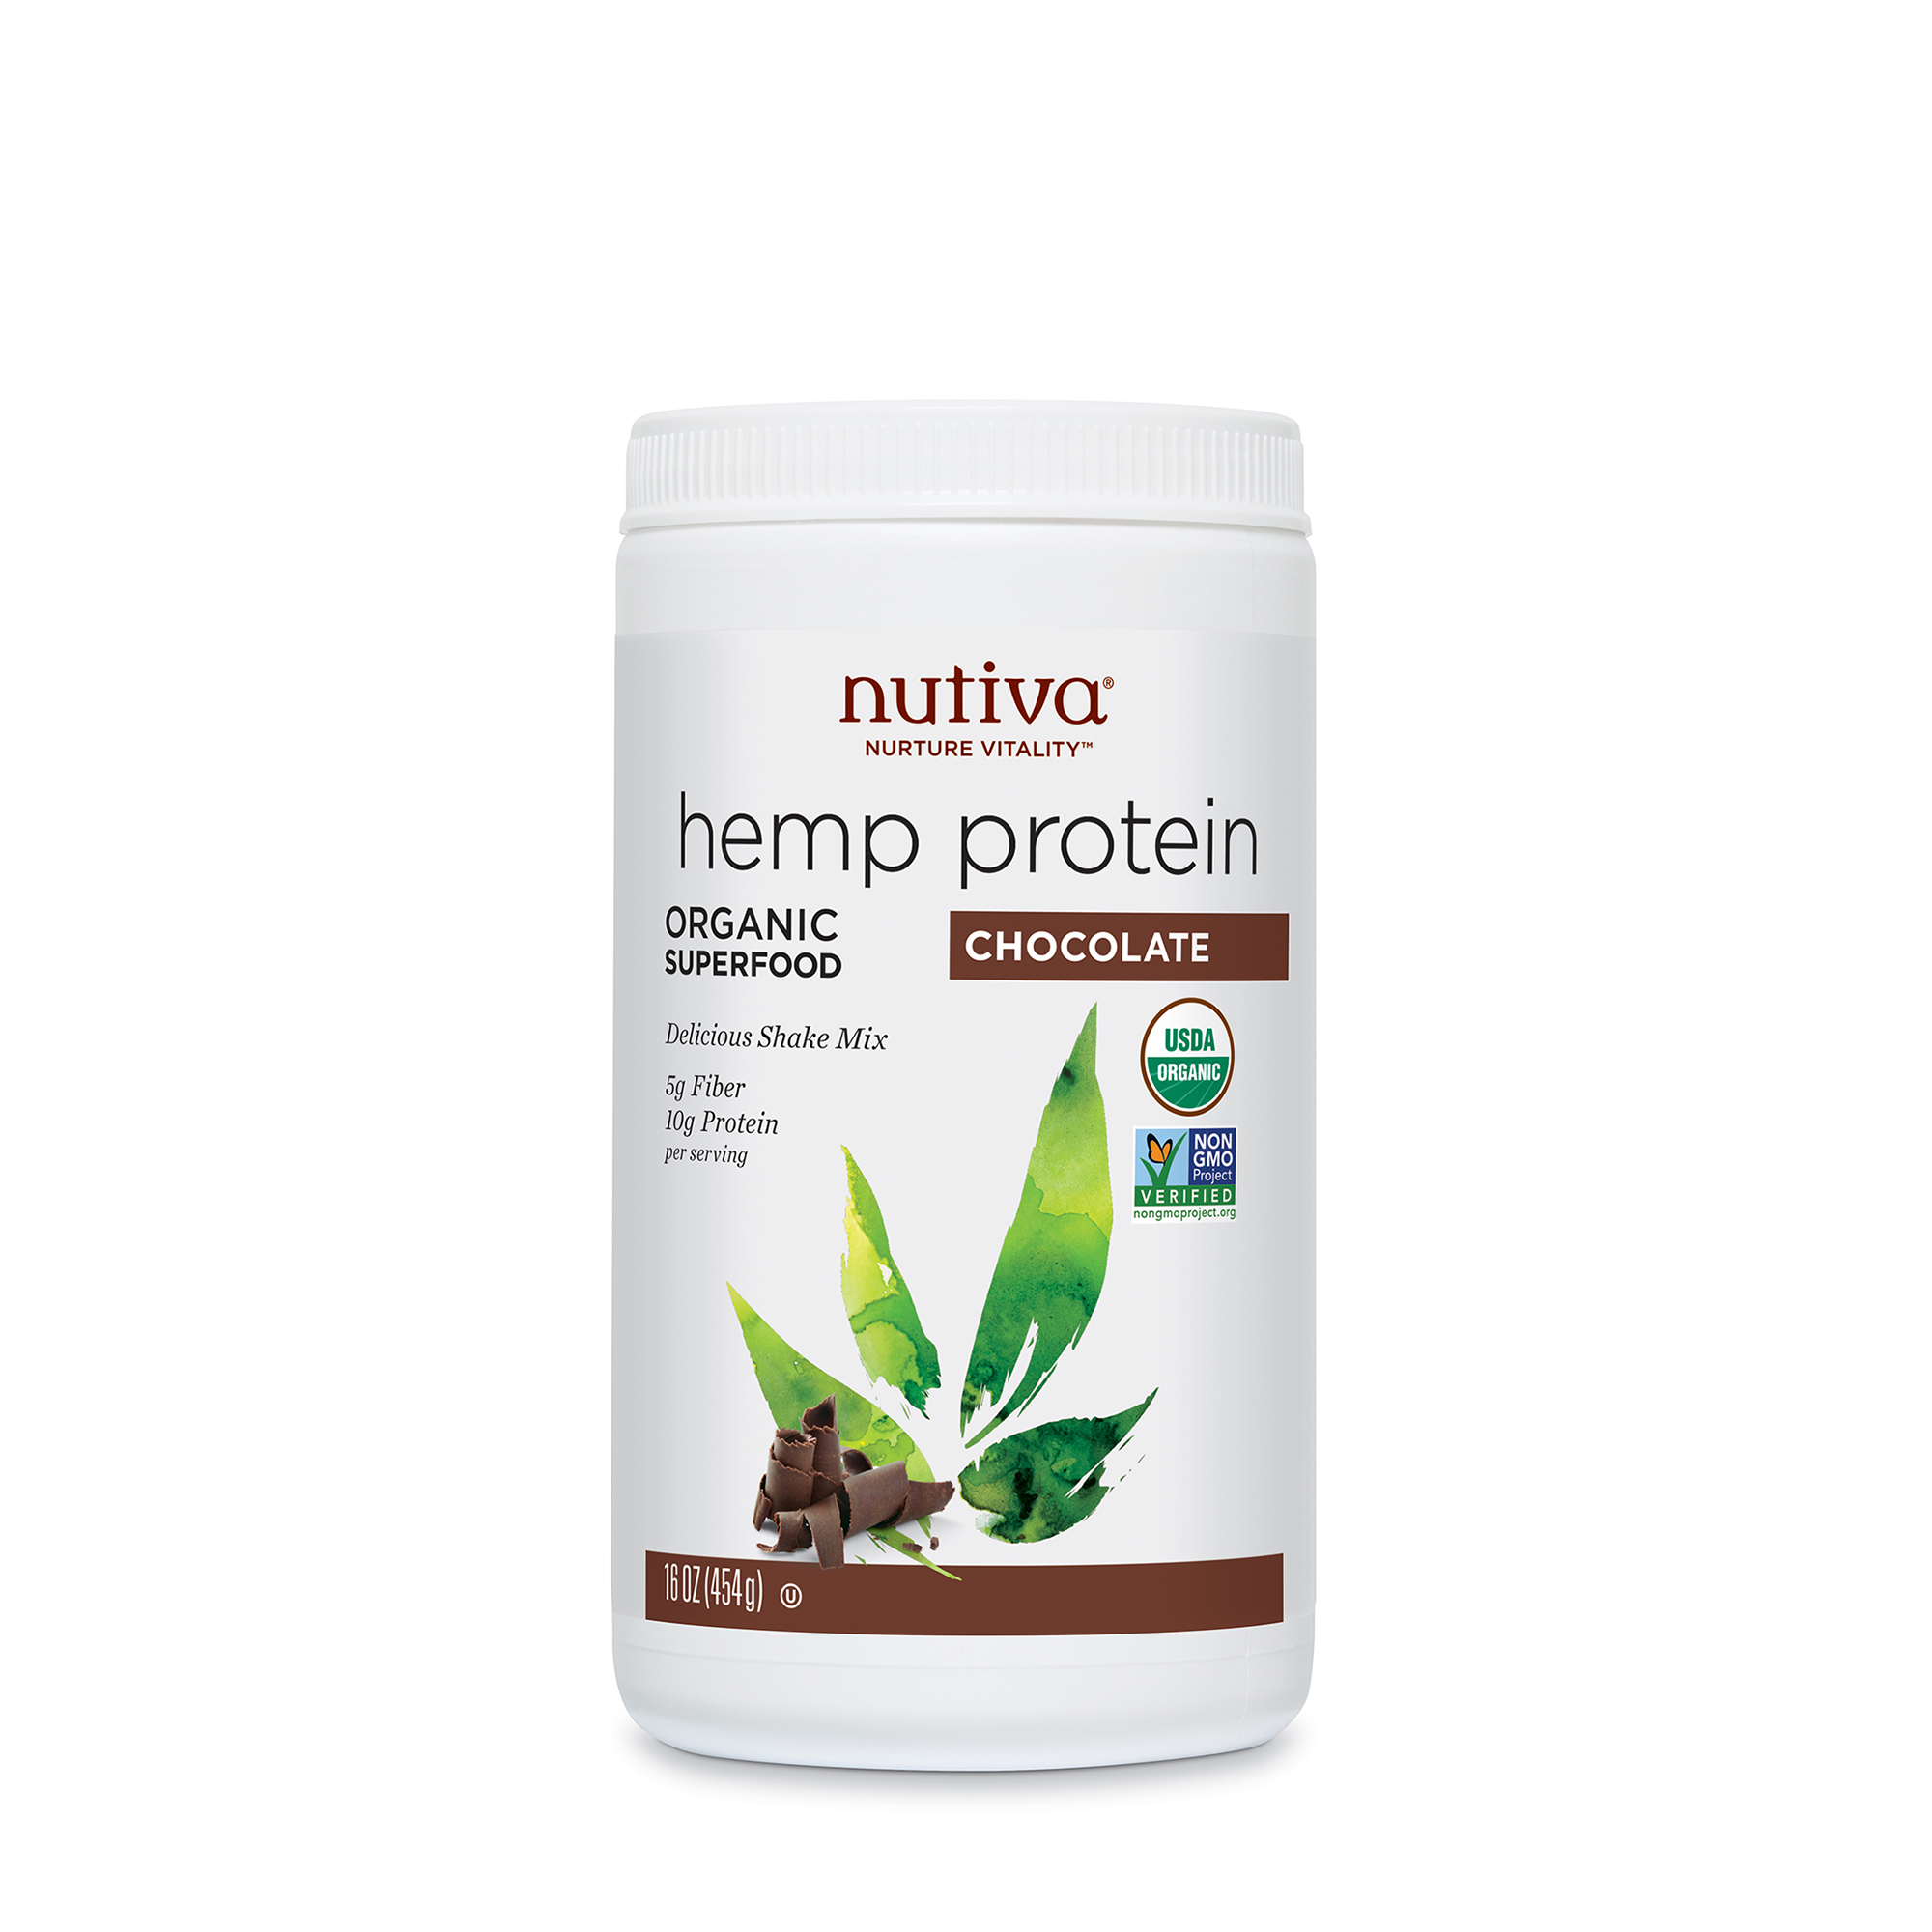 nutiva®
NURTURE VITALITY™
hemp protein
ORGANIC
SUPERFOOD
CHOCOLATE
Delicious Shake Mix
5g Fiber
10g Protein
per serving
USDA
ORGANIC
NON
GMO
Project
VERIFIED
nongmoproject.org
16 OZ (454g) U